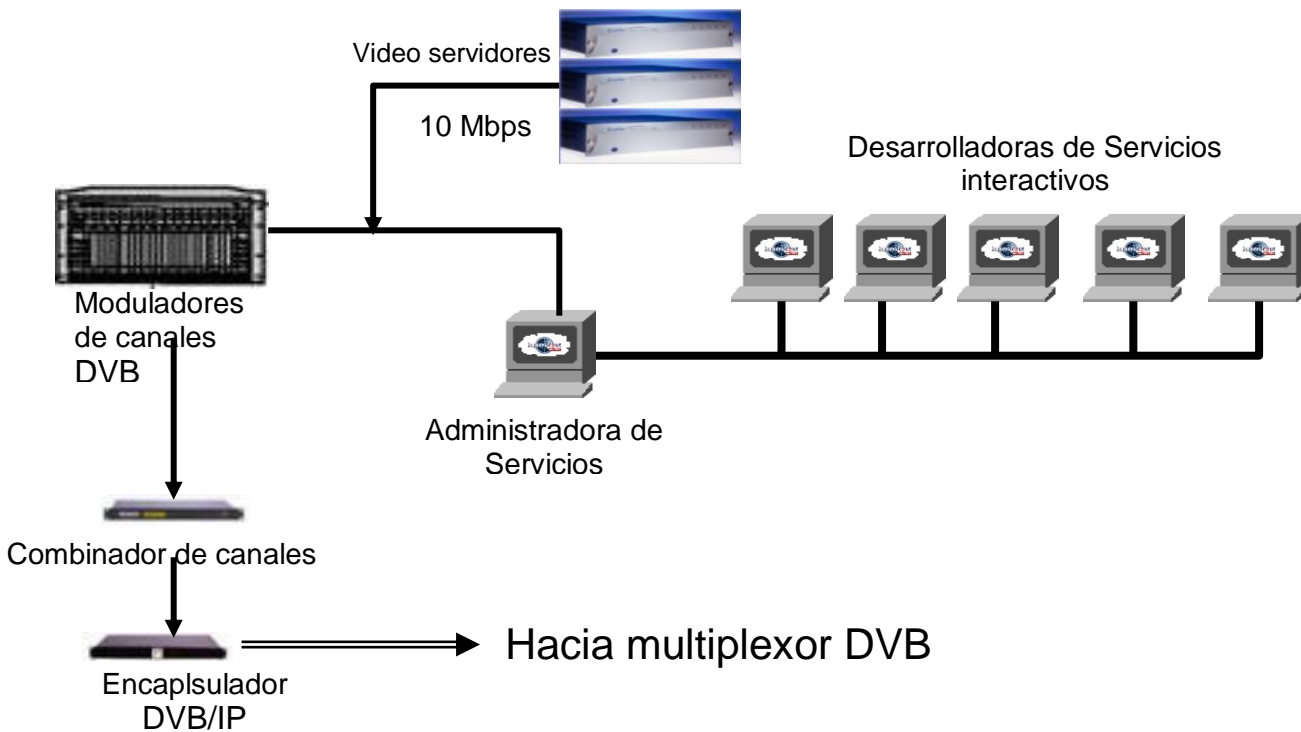 Video servidores
10 Mbps
Desarrolladoras de Servicios
interactivos
Moduladores
de canales
DVB
Administradora de
Servicios
Combinador de canales
Hacia multiplexor DVB
Encaplsulador
DVB/IP